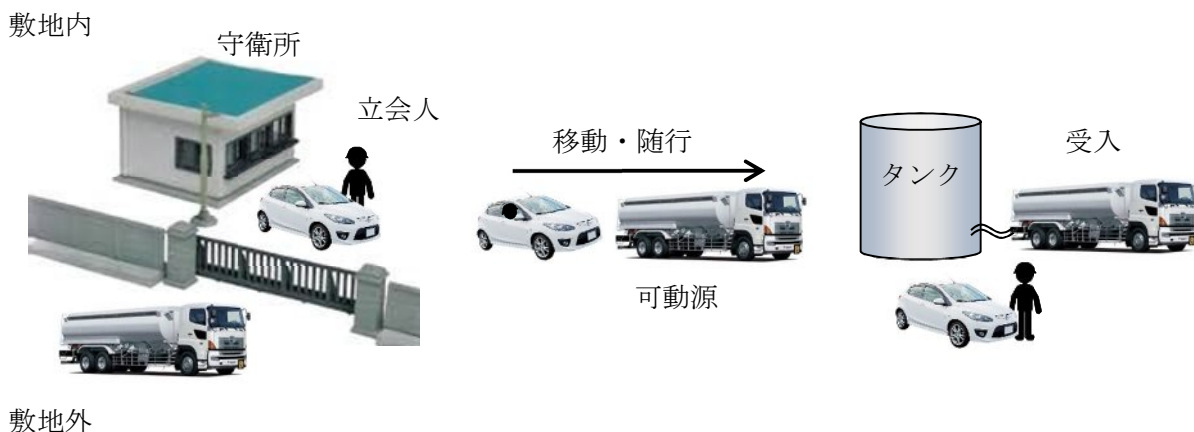 敷地内
守衛所
立会人
移動・随行
可動源
タンク
受入
敷地外